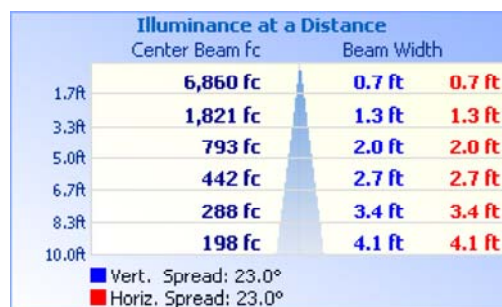 Illuminance at a Distance
Center Beam fc Beam Width
1.7ft 6,860 fc 0.7 ft 0.7 ft
3.3ft 1,821 fc 1.3 ft 1.3 ft
5.0ft 793 fc 2.0 ft 2.0 ft
6.7ft 442 fc 2.7 ft 2.7 ft
8.3ft 288 fc 3.4 ft 3.4 ft
10.0ft 198 fc 4.1 ft 4.1 ft
Vert. Spread: 23.0°
Horiz. Spread: 23.0°